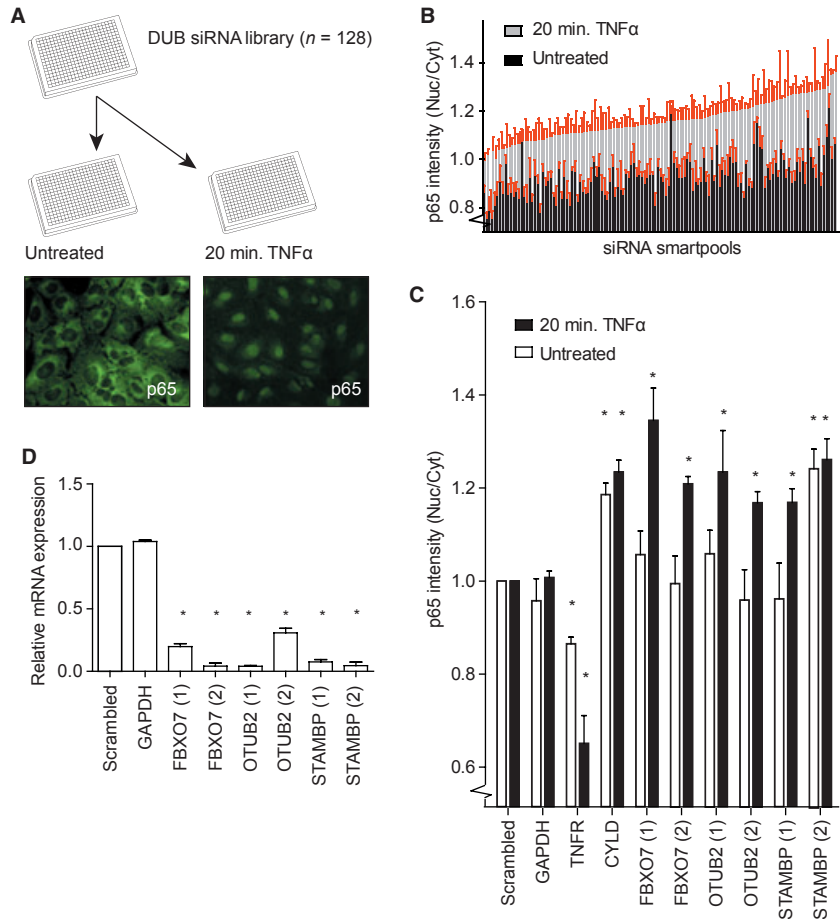 A
DUB siRNA library (n = 128)
Untreated
20 min. TNFα
p65
p65
B
20 min. TNFα
Untreated
p65 intensity (Nuc/Cyt)
1.4
1.2
1.0
0.8
siRNA smartpools
C
20 min. TNFα
Untreated
p65 intensity (Nuc/Cyt)
1.6
1.4
1.2
1.0
0.8
0.6
* * * * * * * * * * *
Scrambled
GAPDH
TNFR
CYLD
FBXO7 (1)
FBXO7 (2)
OTUB2 (1)
OTUB2 (2)
STAMBP (1)
STAMBP (2)
D
Relative mRNA expression
1.5
1.0
0.5
0.0
* * * * * *
Scrambled
GAPDH
FBXO7 (1)
FBXO7 (2)
OTUB2 (1)
OTUB2 (2)
STAMBP (1)
STAMBP (2)